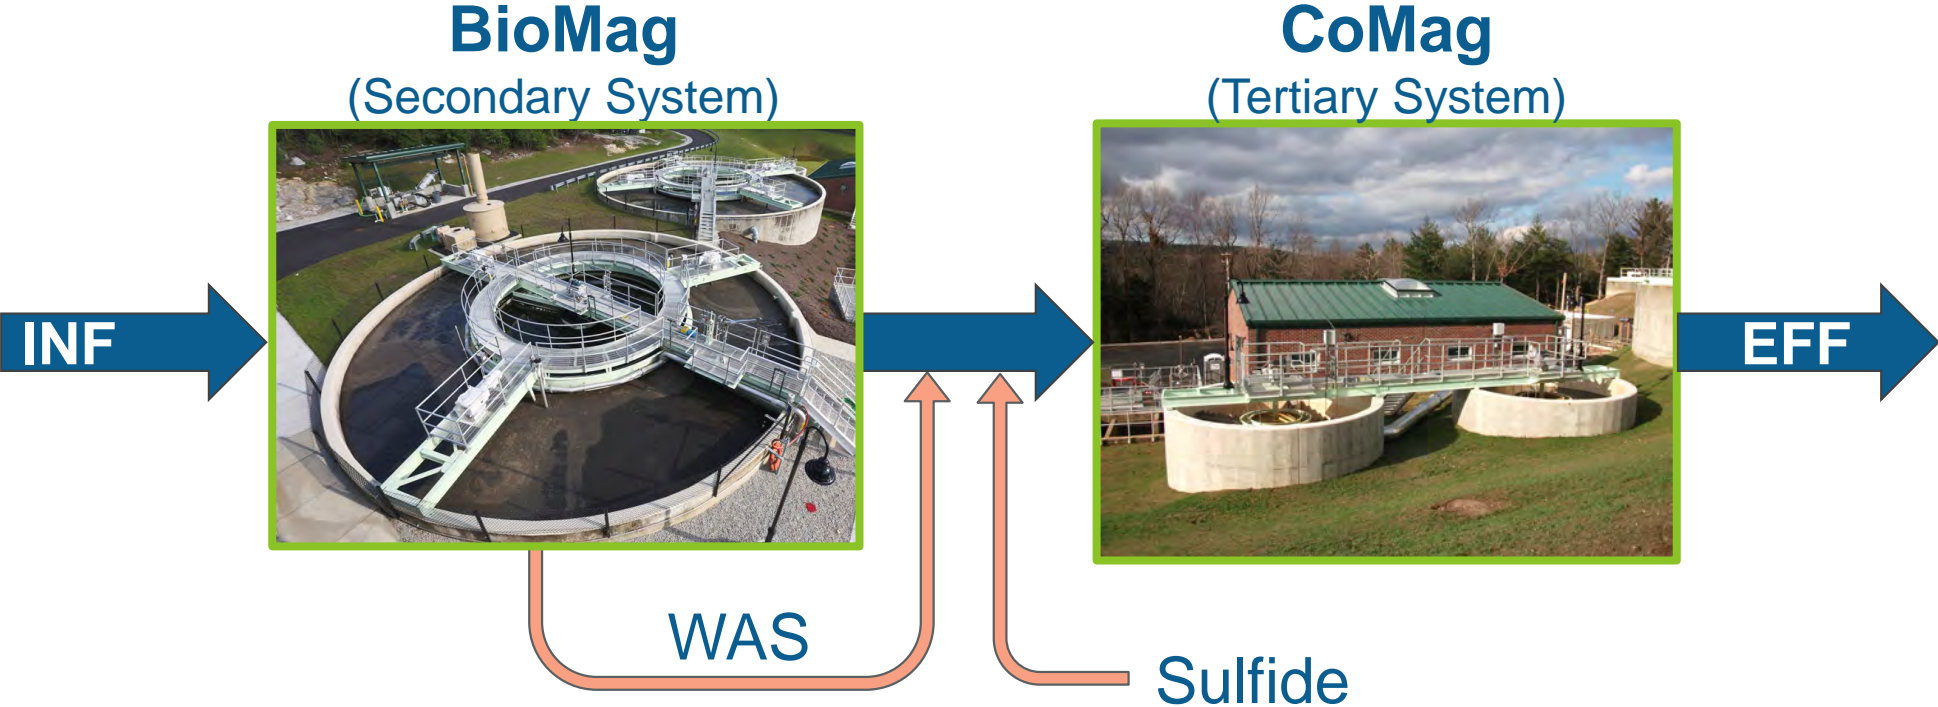 BioMag
(Secondary System)
CoMag
(Tertiary System)
INF
EFF
WAS
Sulfide